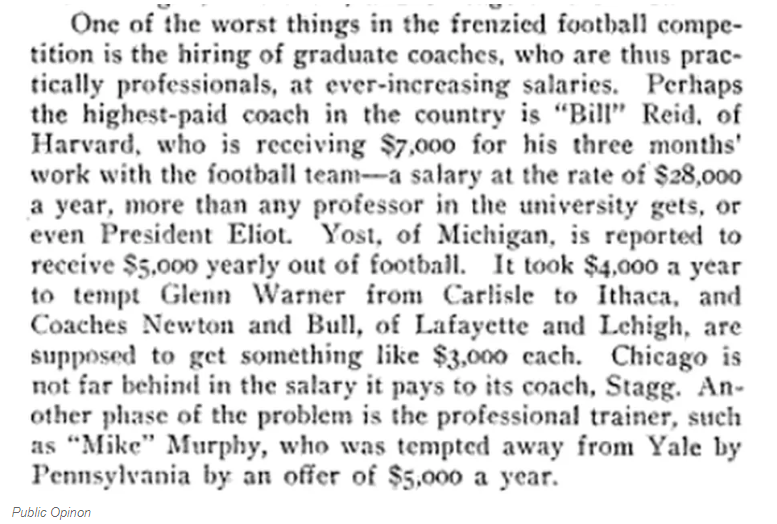 One of the worst things in the frenzied football compe-
tition is the hiring of graduate coaches, who are thus prac-
tically professionals, at ever-increasing salaries. Perhaps
the highest-paid coach in the country is "Bill" Reid, of
Harvard, who is receiving $7,000 for his three months'
work with the football team—a salary at the rate of $28,000
a year, more than any professor in the university gets, or
even President Eliot. Yost, of Michigan, is reported to
receive $5,000 yearly out of football. It took $4,000 a year
to tempt Glenn Warner from Carlisle to Ithaca, and
Coaches Newton and Bull, of Lafayette and Lehigh, are
supposed to get something like $3,000 each. Chicago is
not far behind in the salary it pays to its coach, Stagg. An-
other phase of the problem is the professional trainer, such
as "Mike" Murphy, who was tempted away from Yale by
Pennsylvania by an offer of $5,000 a year.
Public Opinon